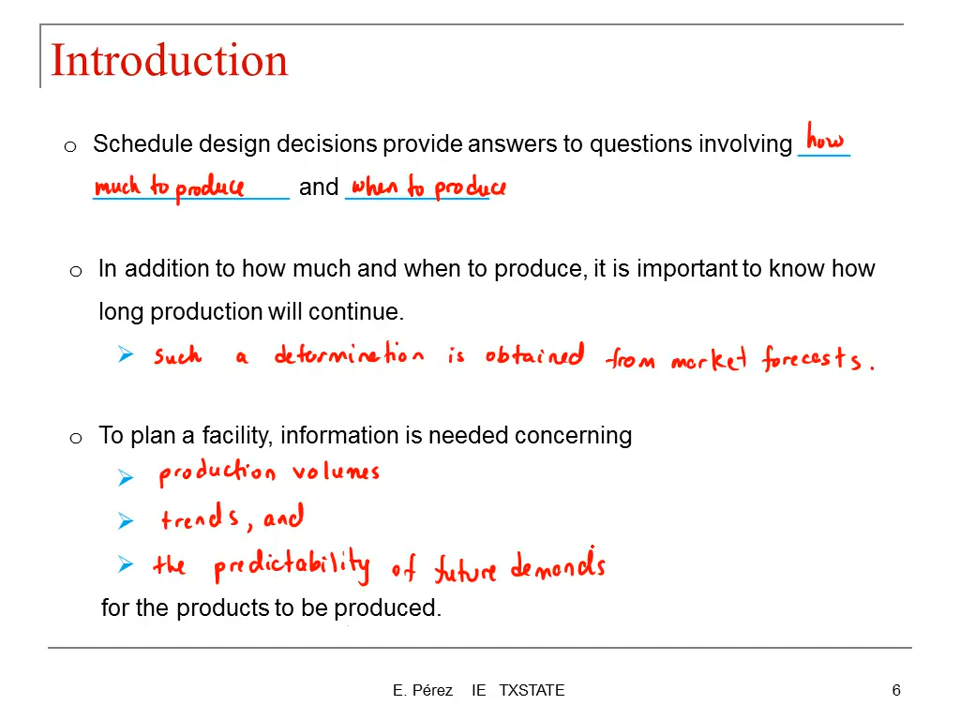 Introduction
o Schedule design decisions provide answers to questions involving how
much to produce and when to produce
o In addition to how much and when to produce, it is important to know how
long production will continue.
➢ such a determination is obtained from market forecasts.
o To plan a facility, information is needed concerning
➢ production volumes
➢ trends, and
➢ the predictability of future demands
for the products to be produced.
E. Pérez IE TXSTATE 6